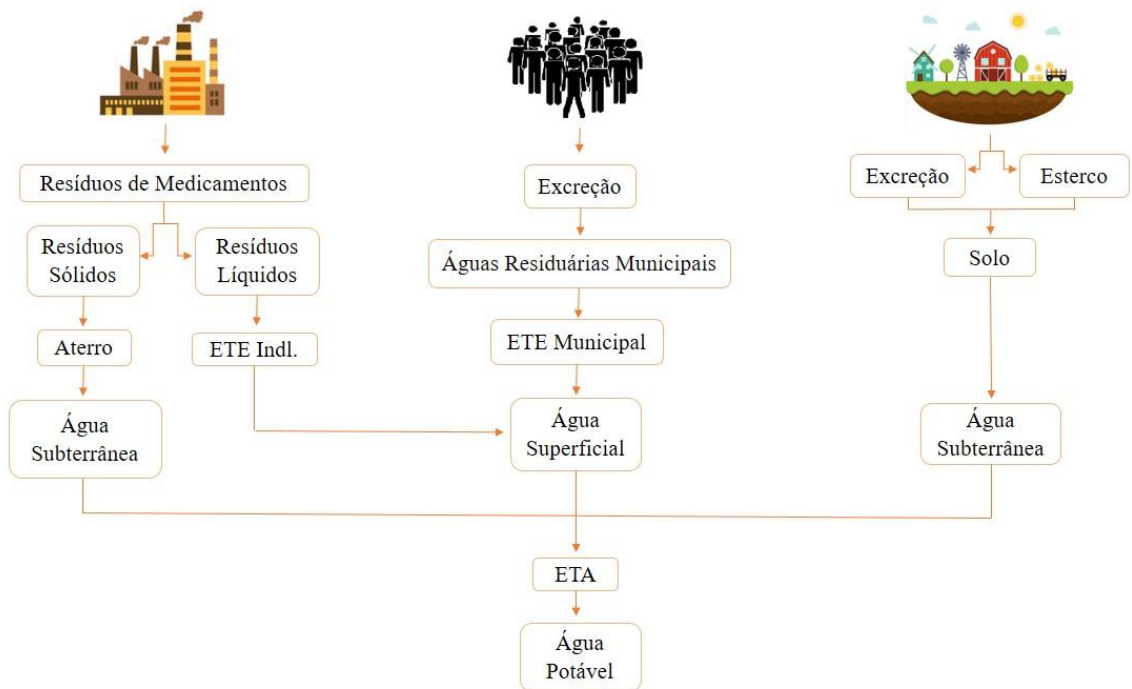 Resíduos de Medicamentos
Excreção
Excreção
Esterco
Resíduos
Sólidos
Resíduos
Líquidos
Águas Residuárias Municipais
Solo
Aterro
ETE Indl.
ETE Municipal
Água
Subterrânea
Água
Superficial
Água
Subterrânea
ETA
Água
Potável